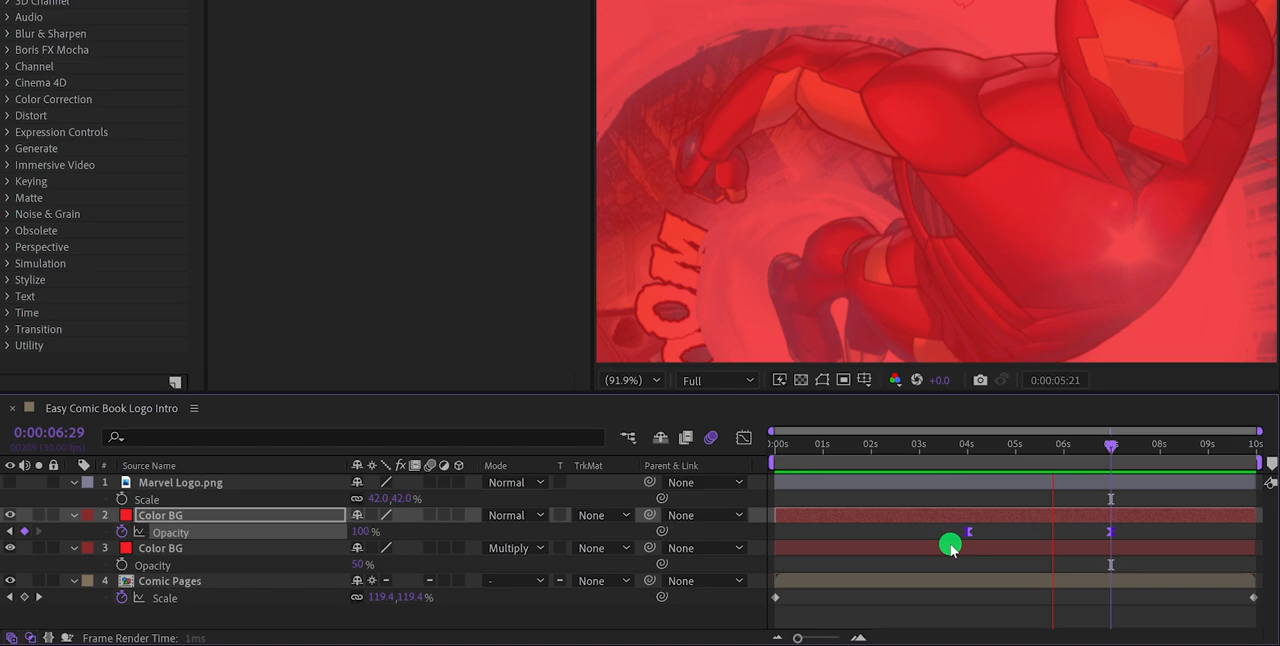 3D Channel
Audio
Blur & Sharpen
Boris FX Mocha
Channel
Cinema 4D
Color Correction
Distort
Expression Controls
Generate
Immersive Video
Keying
Matte
Noise & Grain
Obsolete
Perspective
Simulation
Stylize
Text
Time
Transition
Utility
(91.9%) Full +0.0 0:00:05:21
Easy Comic Book Logo Intro
0:00:06:29
:00s 01s 02s 03s 04s 05s 06s 08s 09s 10s
# Source Name fx Mode T TrkMat Parent & Link
1 Marvel Logo.png Normal None
Scale 42.0,42.0%
2 Color BG Normal None None
Opacity 100%
3 Color BG Multiply None None
Opacity 50%
4 Comic Pages - None None
Scale 119.4,119.4%
Frame Render Time: 1ms